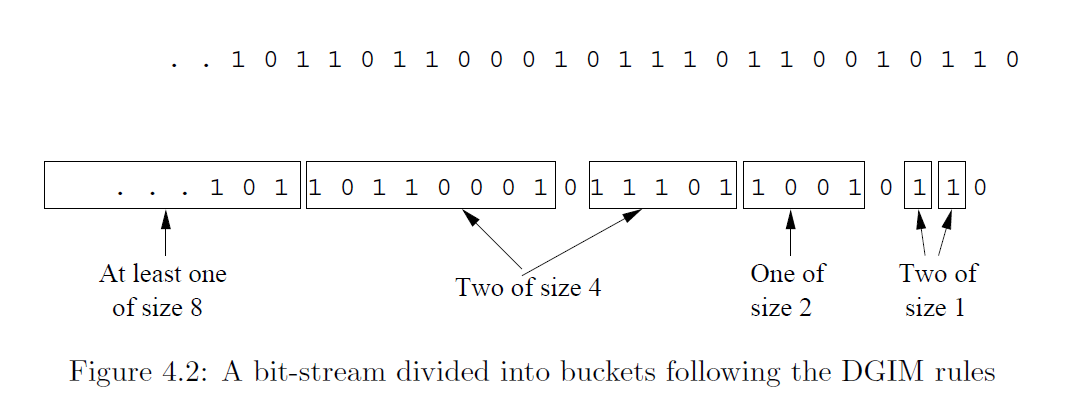 . . 1 0 1 1 0 1 1 0 0 0 1 0 1 1 1 0 1 1 0 0 1 0 1 1 0
. . . 1 0 1 1 0 1 1 0 0 0 1 0 1 1 1 0 1 1 0 0 1 0 1 1 0
At least one
of size 8
Two of size 4
One of
size 2
Two of
size 1
Figure 4.2: A bit-stream divided into buckets following the DGIM rules